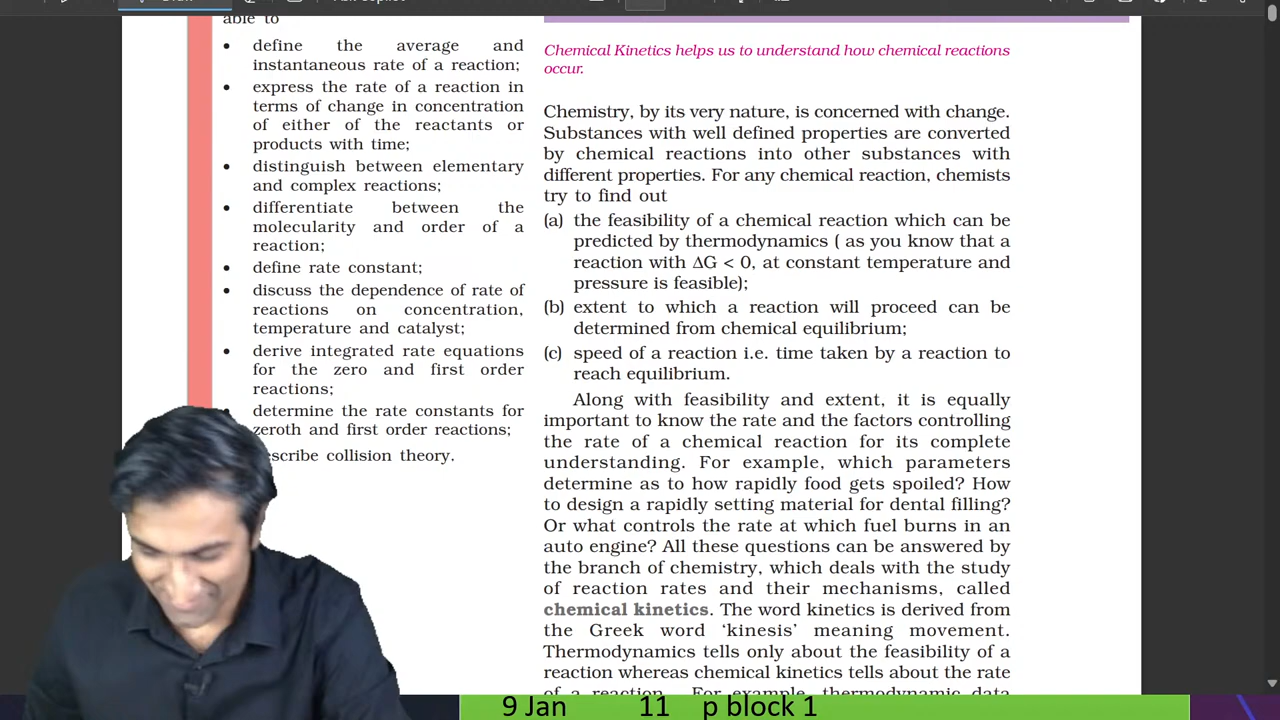 able to
• define the average and
instantaneous rate of a reaction;
• express the rate of a reaction in
terms of change in concentration
of either of the reactants or
products with time;
• distinguish between elementary
and complex reactions;
• differentiate between the
molecularity and order of a
reaction;
• define rate constant;
• discuss the dependence of rate of
reactions on concentration,
temperature and catalyst;
• derive integrated rate equations
for the zero and first order
reactions;
• determine the rate constants for
zeroth and first order reactions;
escribe collision theory.
Chemical Kinetics helps us to understand how chemical reactions
occur.
Chemistry, by its very nature, is concerned with change.
Substances with well defined properties are converted
by chemical reactions into other substances with
different properties. For any chemical reaction, chemists
try to find out
(a) the feasibility of a chemical reaction which can be
predicted by thermodynamics ( as you know that a
reaction with ΔG < 0, at constant temperature and
pressure is feasible);
(b) extent to which a reaction will proceed can be
determined from chemical equilibrium;
(c) speed of a reaction i.e. time taken by a reaction to
reach equilibrium.
Along with feasibility and extent, it is equally
important to know the rate and the factors controlling
the rate of a chemical reaction for its complete
understanding. For example, which parameters
determine as to how rapidly food gets spoiled? How
to design a rapidly setting material for dental filling?
Or what controls the rate at which fuel burns in an
auto engine? All these questions can be answered by
the branch of chemistry, which deals with the study
of reaction rates and their mechanisms, called
chemical kinetics. The word kinetics is derived from
the Greek word ‘kinesis’ meaning movement.
Thermodynamics tells only about the feasibility of a
reaction whereas chemical kinetics tells about the rate
of a reaction. For example, thermodynamic data
9 Jan 11 p block 1